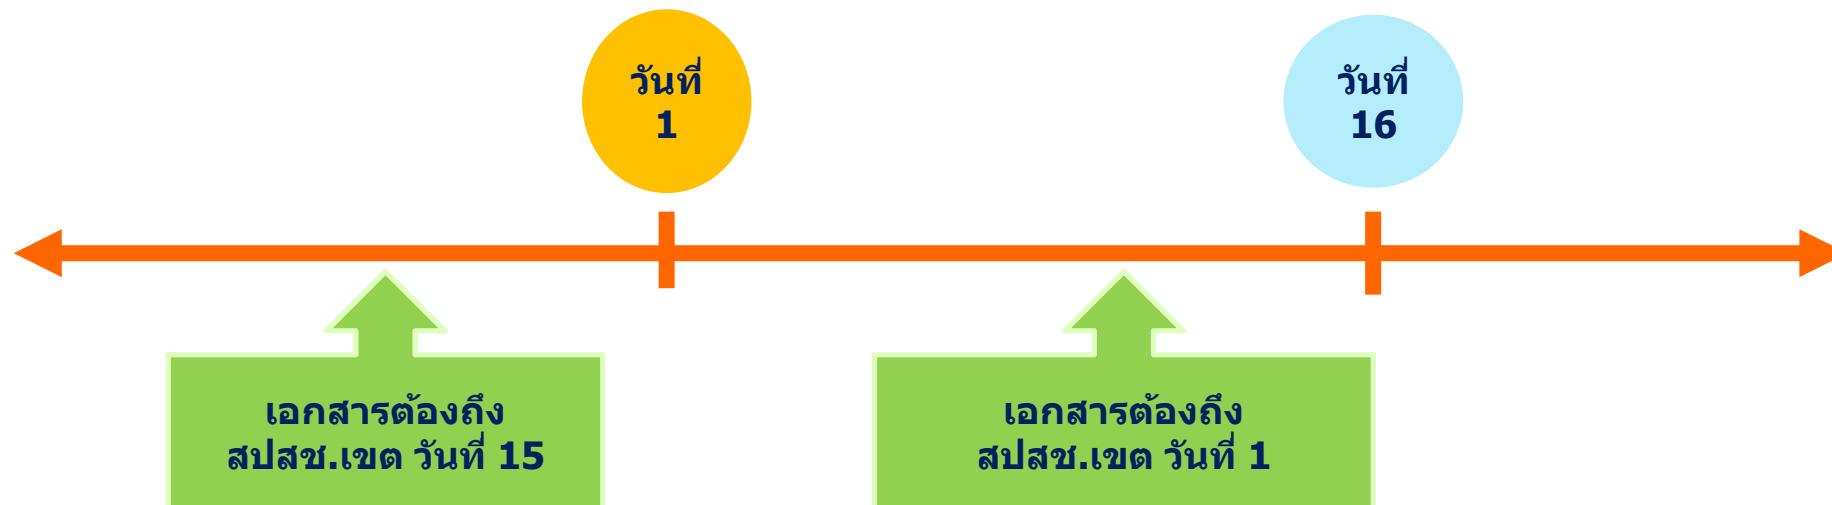 วันที่
1
วันที่
16
เอกสารต้องถึง
สปสช.เขต วันที่ 15
เอกสารต้องถึง
สปสช.เขต วันที่ 1